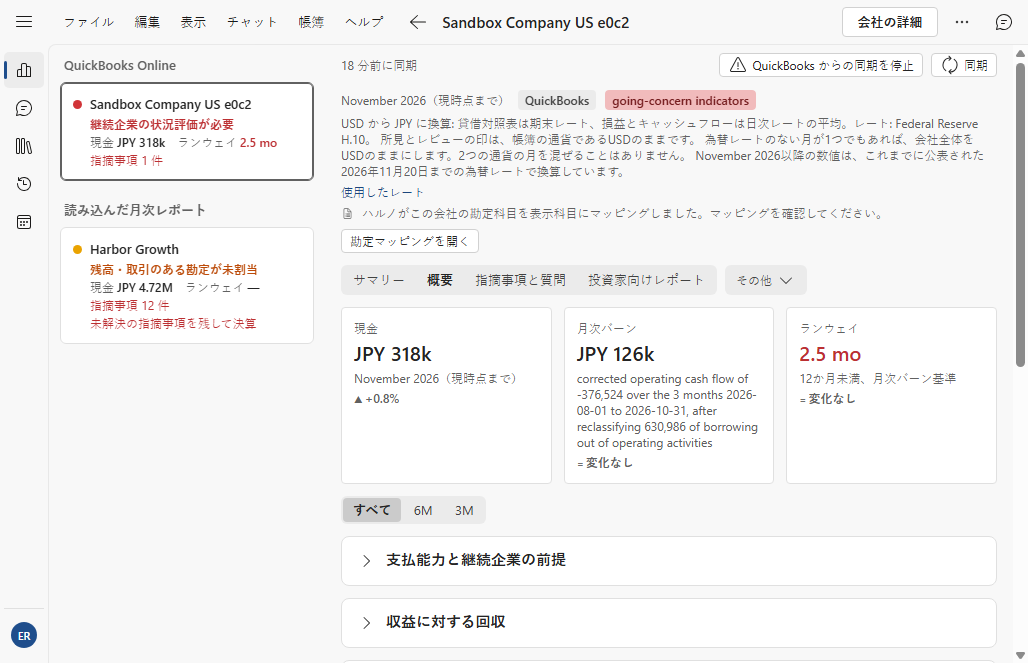 ファイル 編集 表示 チャット 帳簿 ヘルプ Sandbox Company US e0c2 会社の詳細
QuickBooks Online
Sandbox Company US e0c2
継続企業の状況評価が必要
現金 JPY 318k ランウェイ 2.5 mo
指摘事項 1 件
読み込んだ月次レポート
Harbor Growth
残高・取引のある勘定が未割当
現金 JPY 4.72M ランウェイ —
指摘事項 12 件
未解決の指摘事項を残して決算
ER
18 分前に同期 QuickBooks からの同期を停止 同期
November 2026（現時点まで） QuickBooks going-concern indicators
USD から JPY に換算: 貸借対照表は期末レート、損益とキャッシュフローは日次レートの平均。レート: Federal Reserve
H.10。 所見とレビューの印は、帳簿の通貨であるUSDのままです。 為替レートのない月が1つでもあれば、会社全体を
USDのままにします。2つの通貨の月を混ぜることはありません。 November 2026以降の数値は、これまでに公表された
2026年11月20日までの為替レートで換算しています。
使用したレート
ハルノがこの会社の勘定科目を表示科目にマッピングしました。マッピングを確認してください。
勘定マッピングを開く
サマリー 概要 指摘事項と質問 投資家向けレポート その他
現金
JPY 318k
November 2026（現時点まで）
▲ +0.8%
月次バーン
JPY 126k
corrected operating cash flow of
-376,524 over the 3 months 2026-
08-01 to 2026-10-31, after
reclassifying 630,986 of borrowing
out of operating activities
= 変化なし
ランウェイ
2.5 mo
12か月未満、月次バーン基準
= 変化なし
すべて 6M 3M
支払能力と継続企業の前提
収益に対する回収